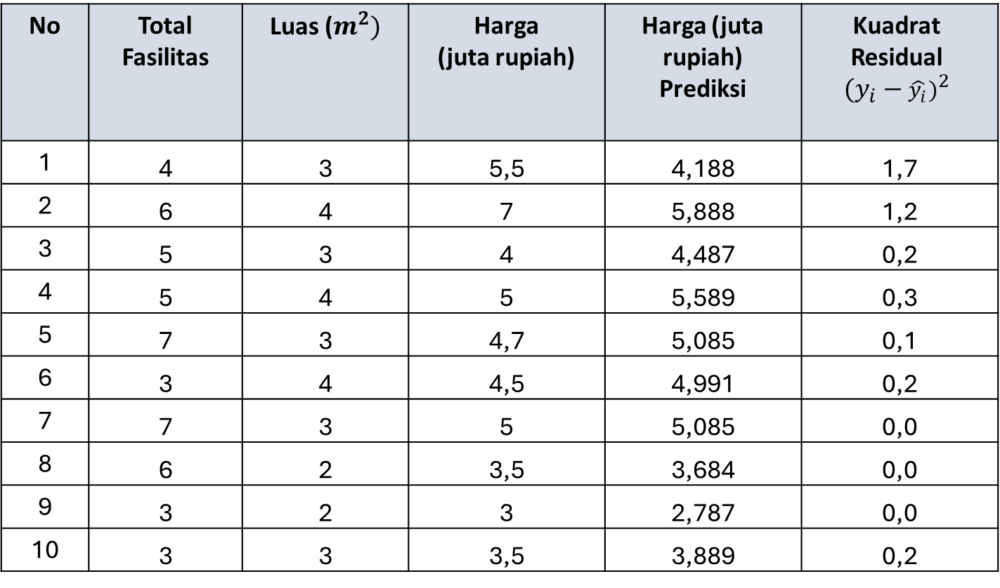 No Total Fasilitas Luas (m²) Harga (juta rupiah) Harga (juta rupiah) Prediksi Kuadrat Residual (yᵢ − ŷᵢ)²
1 4 3 5,5 4,188 1,7
2 6 4 7 5,888 1,2
3 5 3 4 4,487 0,2
4 5 4 5 5,589 0,3
5 7 3 4,7 5,085 0,1
6 3 4 4,5 4,991 0,2
7 7 3 5 5,085 0,0
8 6 2 3,5 3,684 0,0
9 3 2 3 2,787 0,0
10 3 3 3,5 3,889 0,2